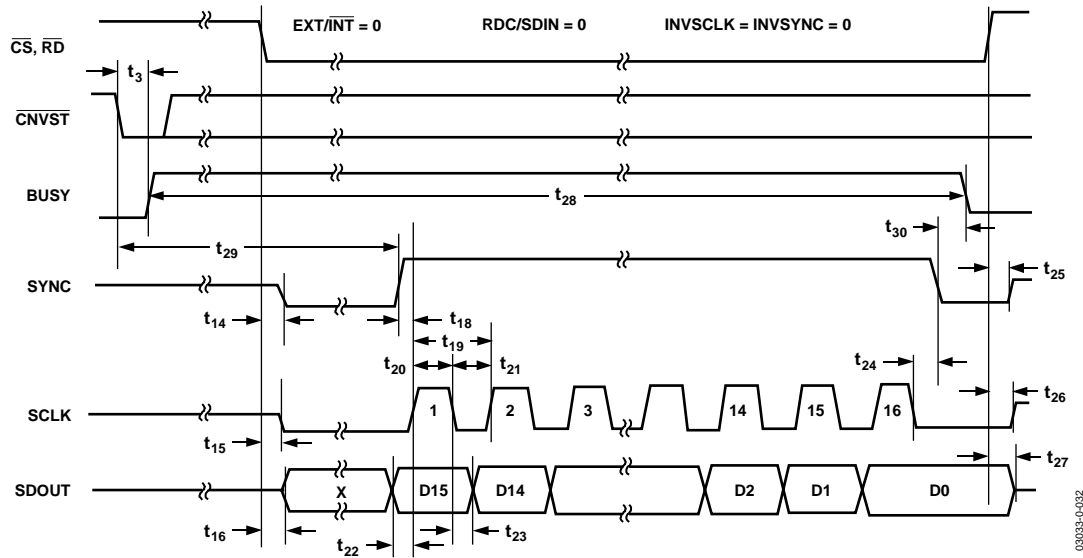 EXT/INT = 0 RDC/SDIN = 0 INVSCLK = INVSYNC = 0
CS, RD
t3
CNVST
BUSY
t28
t30
t29
t25
SYNC
t14
t18
t19
t20
t21
t24
t26
SCLK
1 2 3 14 15 16
t15
t27
SDOUT
X D15 D14 D2 D1 D0
t16
t22
t23
03033-0-032